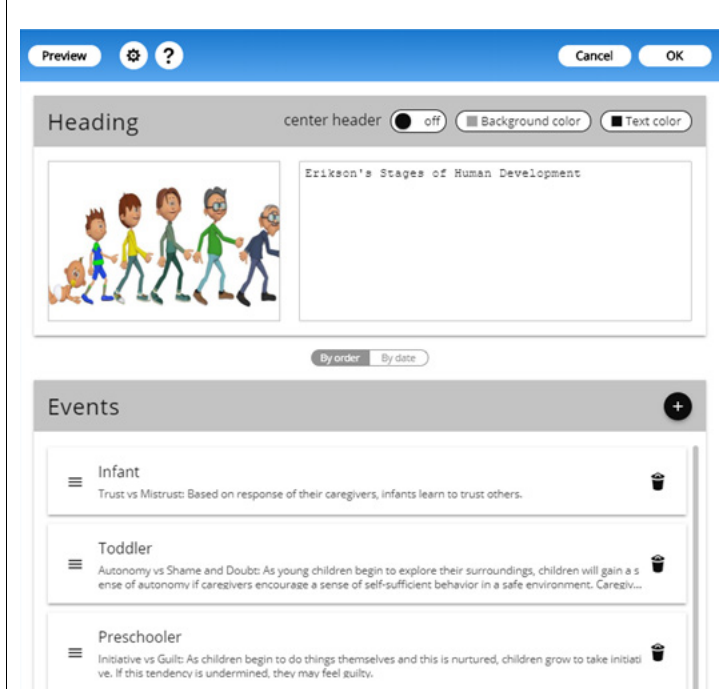 Preview ? Cancel OK
Heading center header off Background color Text color
Erikson's Stages of Human Development
By order By date
Events +
Infant
Trust vs Mistrust: Based on response of their caregivers, infants learn to trust others.
Toddler
Autonomy vs Shame and Doubt: As young children begin to explore their surroundings, children will gain a s
ense of autonomy if caregivers encourage a sense of self-sufficient behavior in a safe environment. Caregiv...
Preschooler
Initiative vs Guilt: As children begin to do things themselves and this is nurtured, children grow to take initiati
ve. If this tendency is undermined, they may feel guilty.